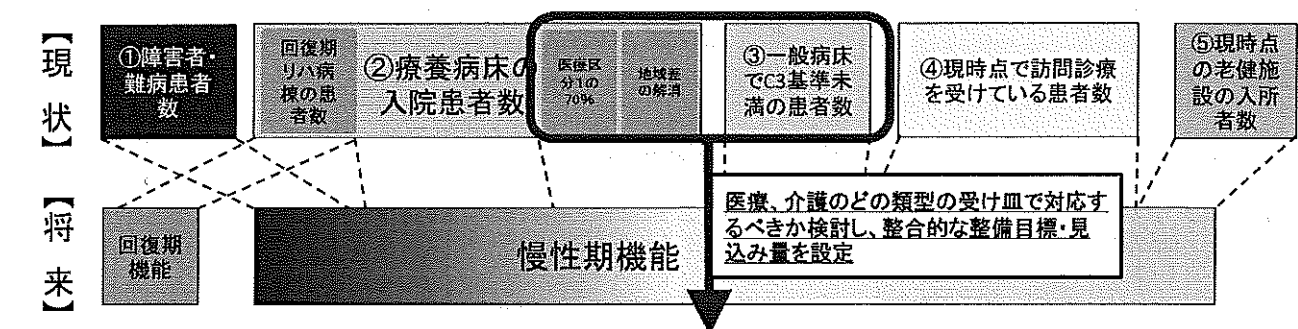 【現状】
①障害者・
難病患者
数
回復期
リハ病
棟の患
者数
②療養病床の
入院患者数
医療区
分1の
70%
地域差
の解消
③一般病床
でC3基準未
満の患者数
④現時点で訪問診療
を受けている患者数
⑤現時点
の老健施
設の入所
者数
【将来】
回復期
機能
慢性期機能
医療、介護のどの類型の受け皿で対応す
るべきか検討し、整合的な整備目標・見
込み量を設定